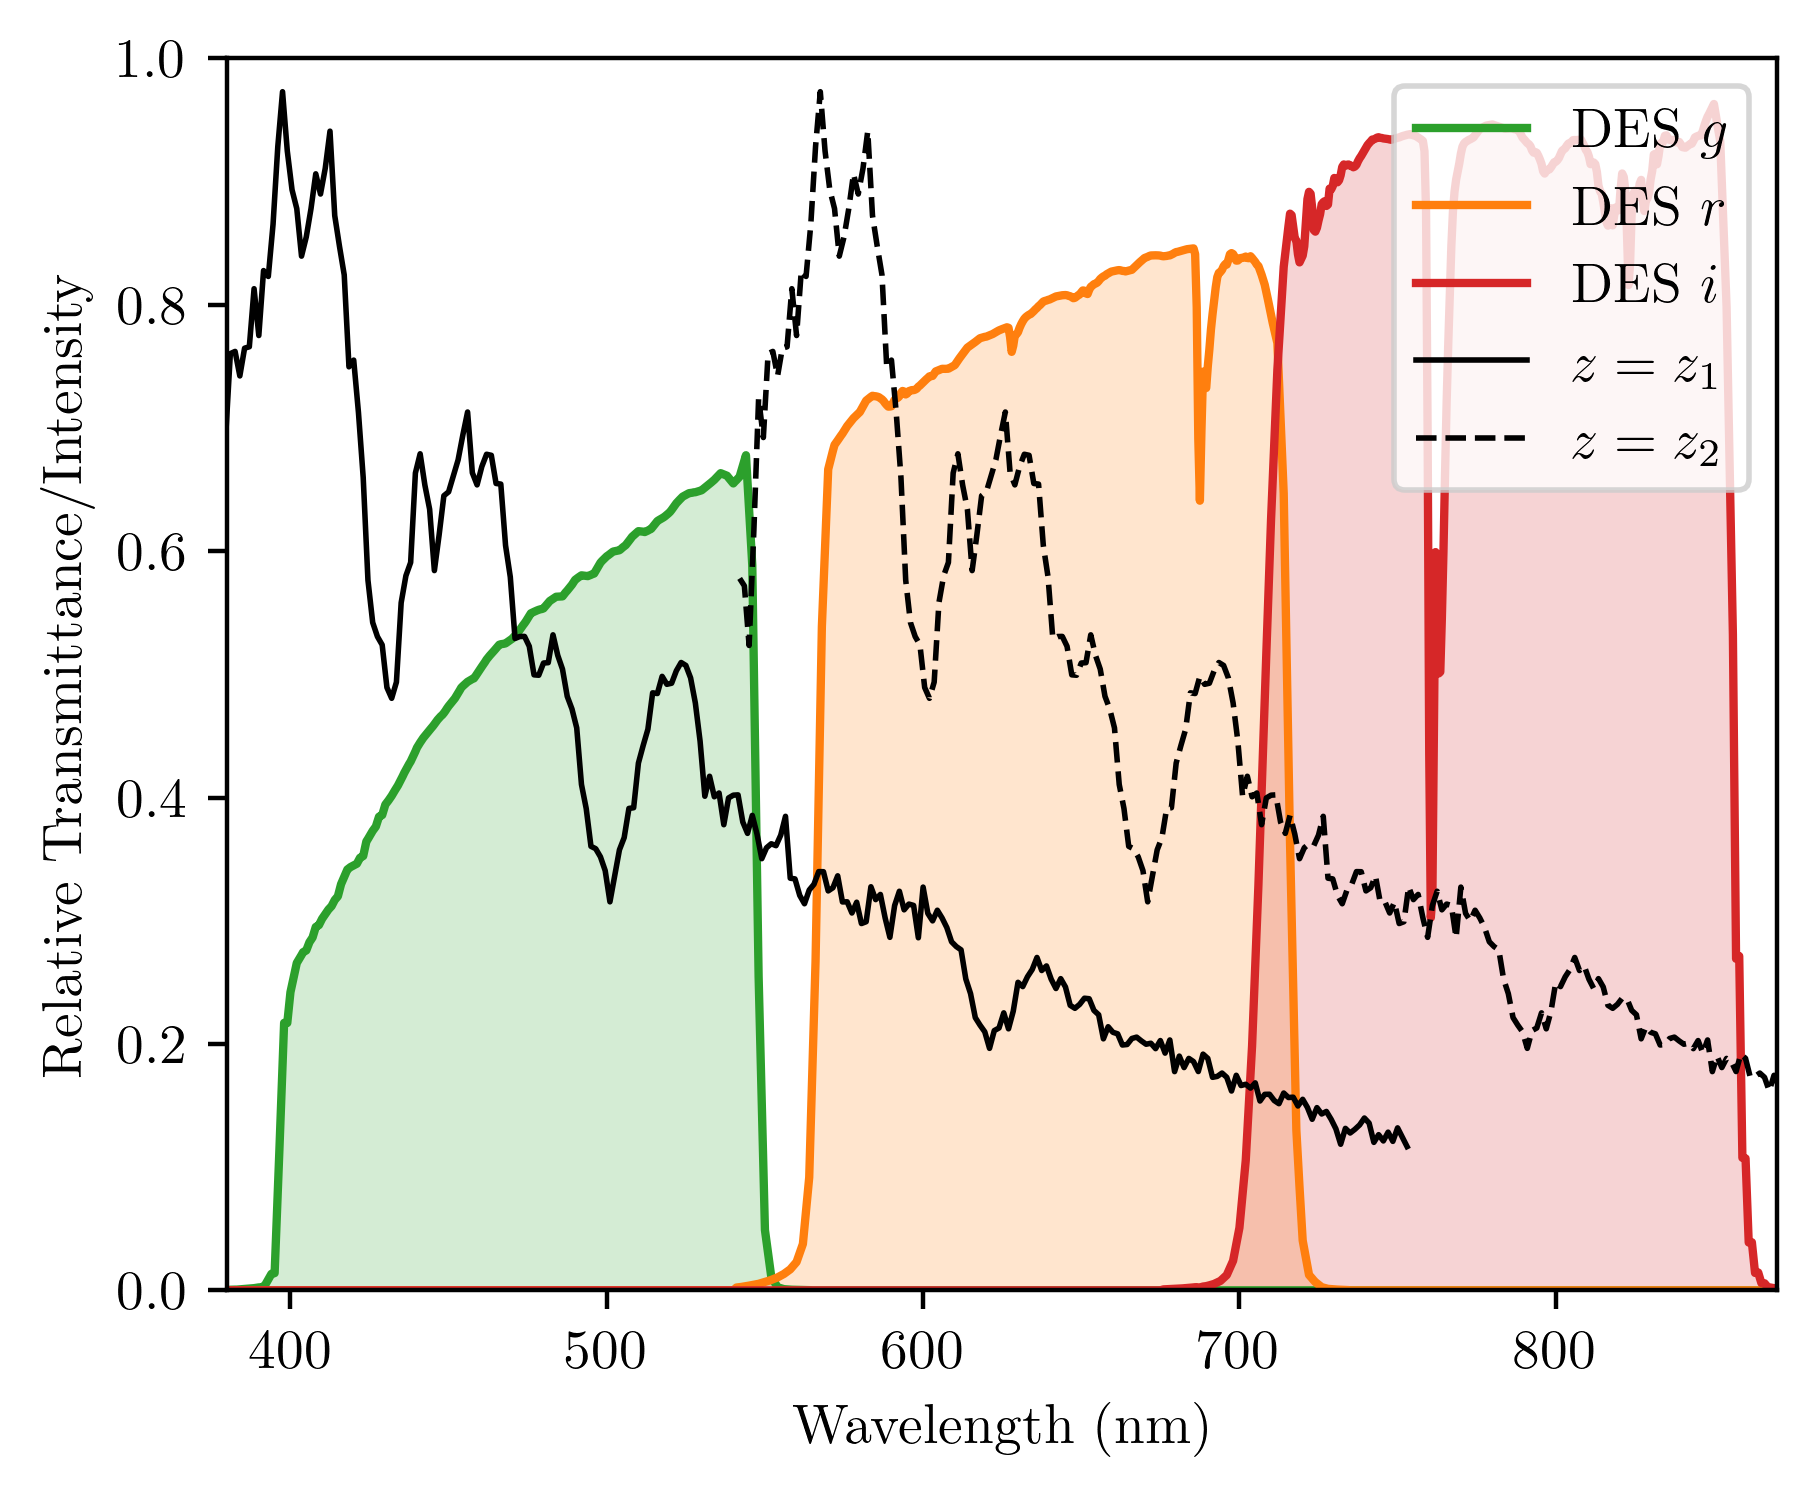 1.0
0.8
0.6
0.4
0.2
0.0
Relative Transmittance/Intensity
DES g
DES r
DES i
z = z₁
z = z₂
400 500 600 700 800
Wavelength (nm)